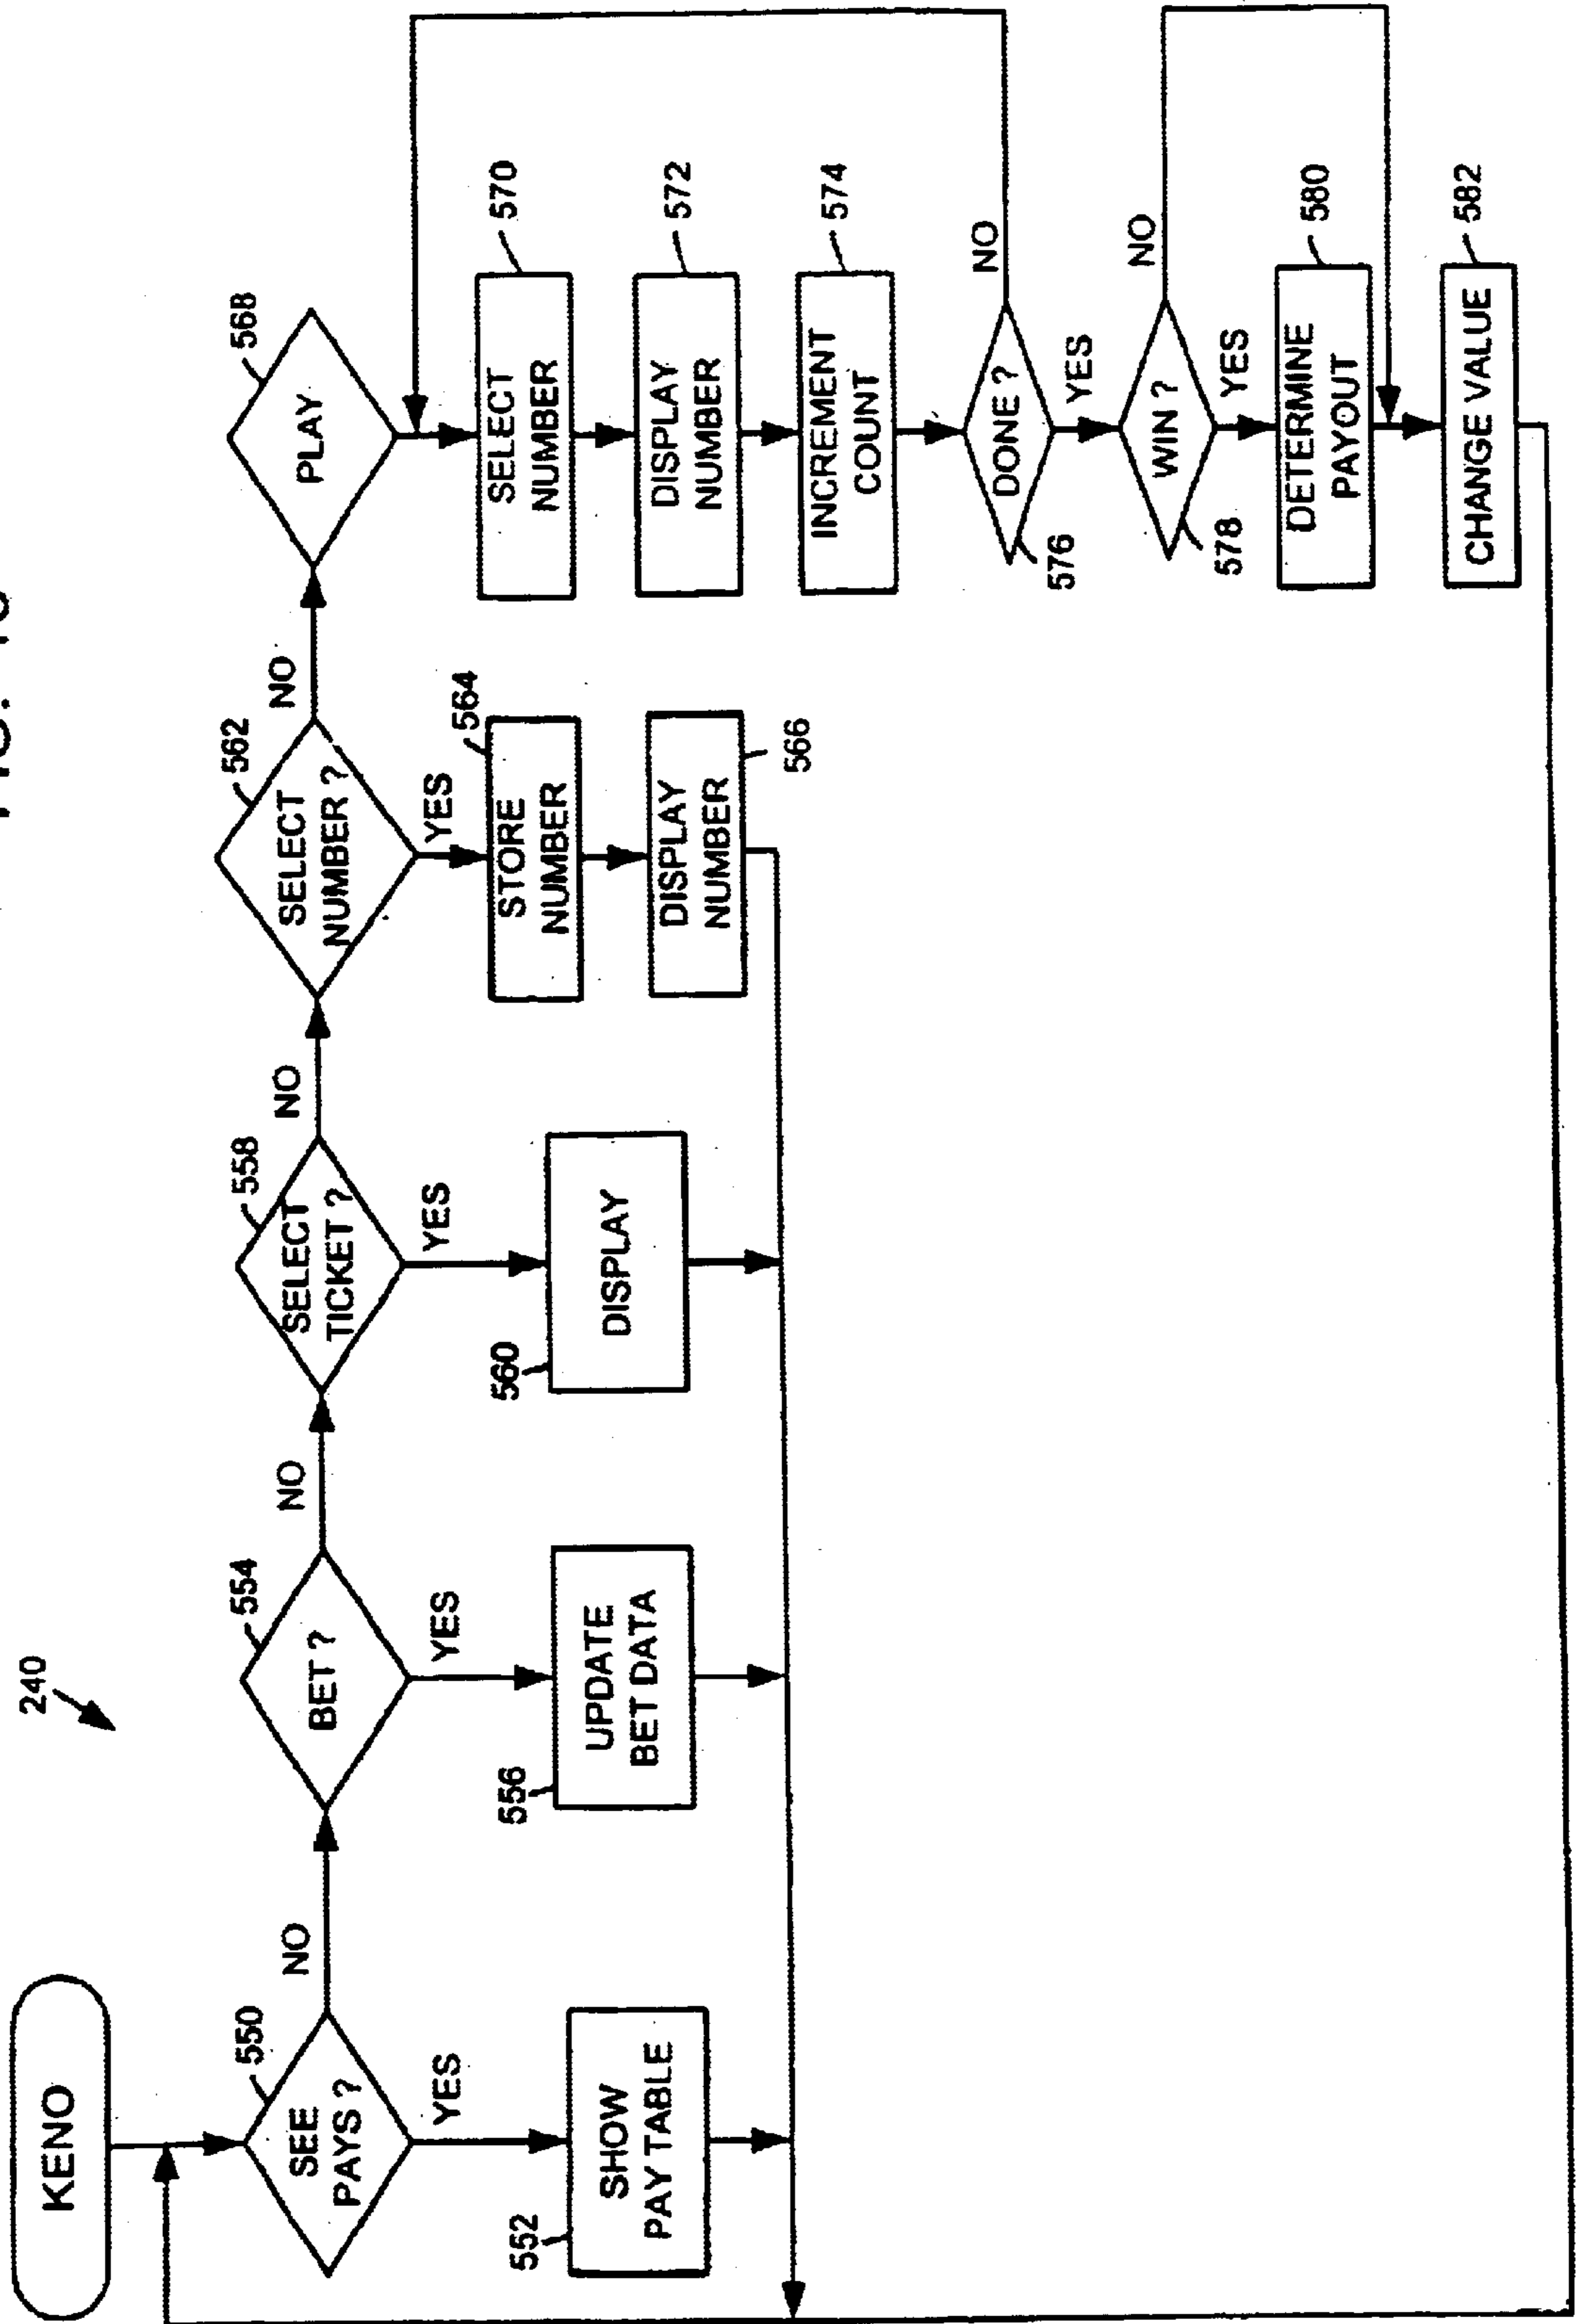 240
KENO
550
SEE
PAYS ?
NO
YES
552
SHOW
PAY TABLE
554
BET ?
NO
YES
556
UPDATE
BET DATA
558
SELECT
TICKET ?
NO
YES
560
DISPLAY
562
SELECT
NUMBER ?
NO
YES
564
STORE
NUMBER
566
DISPLAY
NUMBER
568
PLAY
570
SELECT
NUMBER
572
DISPLAY
NUMBER
574
INCREMENT
COUNT
576
DONE ?
NO
YES
578
WIN ?
NO
YES
580
DETERMINE
PAYOUT
582
CHANGE VALUE